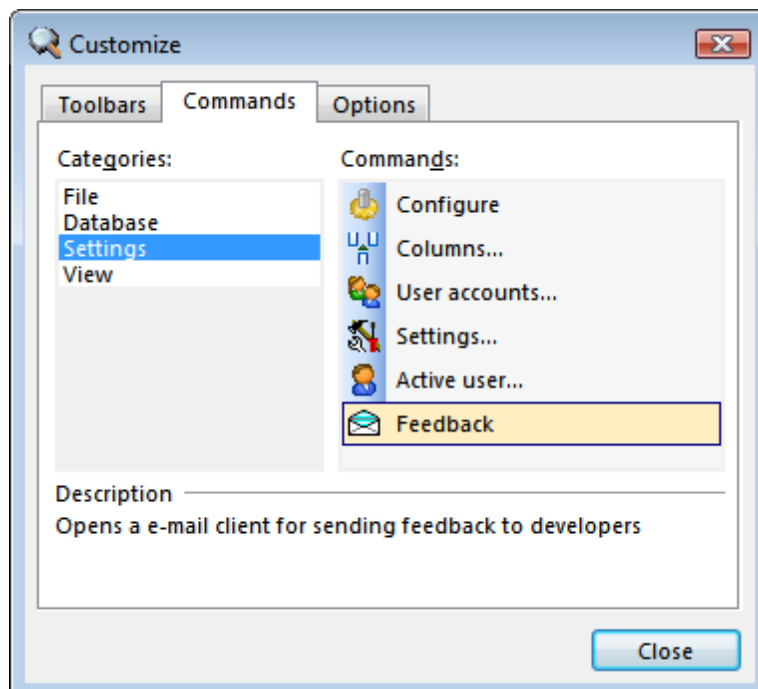 Customize
Toolbars Commands Options
Categories:
File
Database
Settings
View
Commands:
Configure
Columns...
User accounts...
Settings...
Active user...
Feedback
Description
Opens a e-mail client for sending feedback to developers
Close